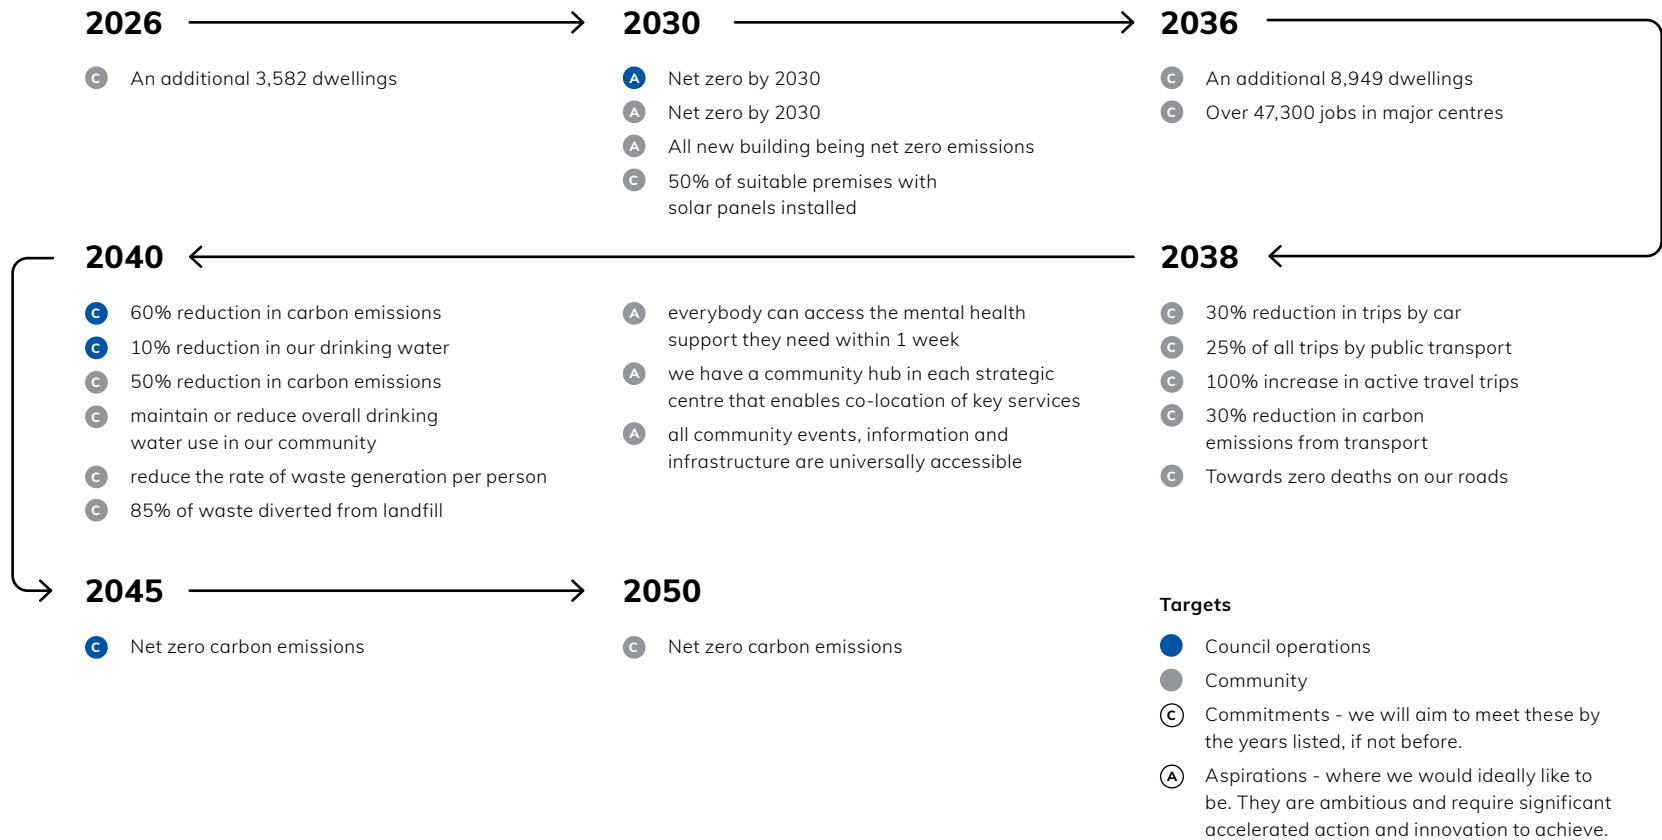 2026
C An additional 3,582 dwellings
2030
A Net zero by 2030
A Net zero by 2030
A All new building being net zero emissions
C 50% of suitable premises with
solar panels installed
2036
C An additional 8,949 dwellings
C Over 47,300 jobs in major centres
2038
C 30% reduction in trips by car
C 25% of all trips by public transport
C 100% increase in active travel trips
C 30% reduction in carbon
emissions from transport
C Towards zero deaths on our roads
2040
C 60% reduction in carbon emissions
C 10% reduction in our drinking water
C 50% reduction in carbon emissions
C maintain or reduce overall drinking
water use in our community
C reduce the rate of waste generation per person
C 85% of waste diverted from landfill
A everybody can access the mental health
support they need within 1 week
A we have a community hub in each strategic
centre that enables co-location of key services
A all community events, information and
infrastructure are universally accessible
2045
C Net zero carbon emissions
2050
C Net zero carbon emissions
Targets
Council operations
Community
C Commitments - we will aim to meet these by
the years listed, if not before.
A Aspirations - where we would ideally like to
be. They are ambitious and require significant
accelerated action and innovation to achieve.